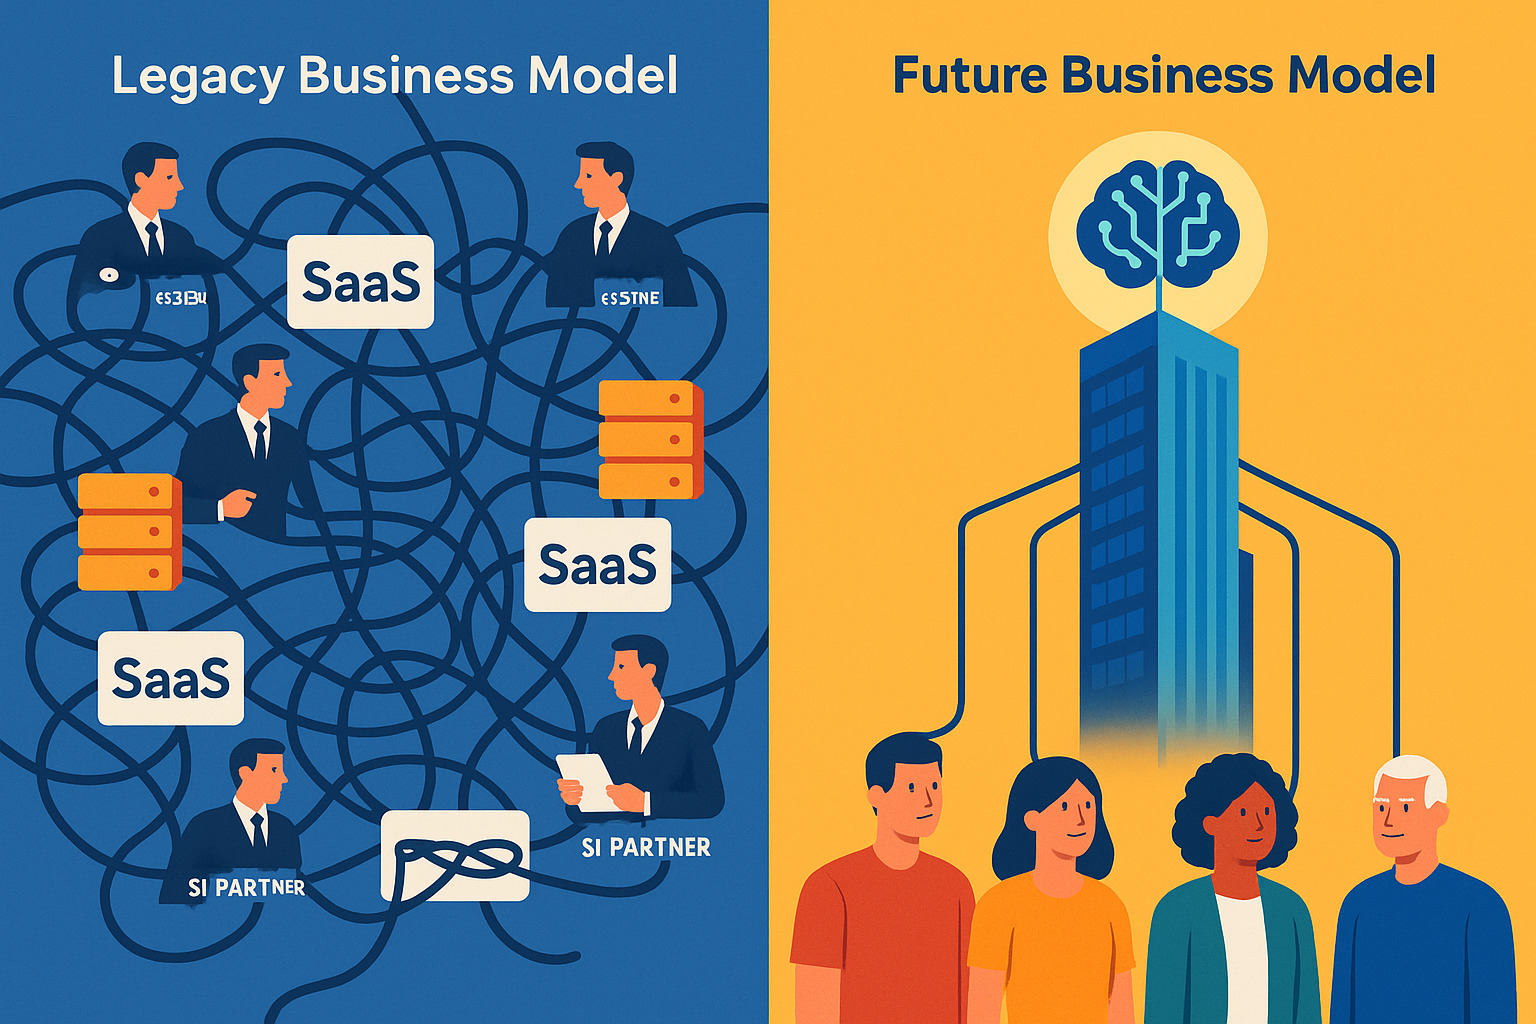 Legacy Business Model
SaaS
SaaS
SaaS
SI PARTNER
SI PARTNER
Future Business Model